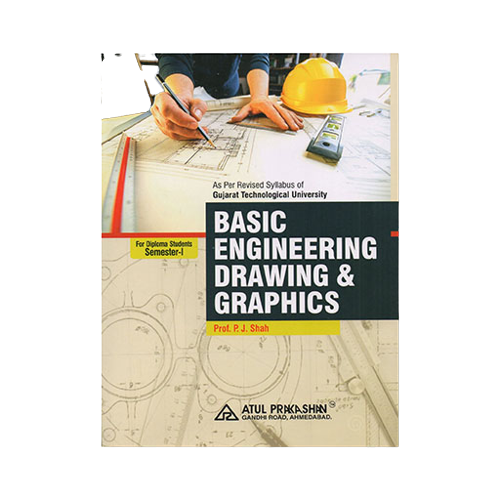 As Per Revised Syllabus of
Gujarat Technological University
BASIC
ENGINEERING
DRAWING &
GRAPHICS
For Diploma Students
Semester-I
Prof. P. J. Shah
ATUL PRAKASHAN
GANDHI ROAD, AHMEDABAD.